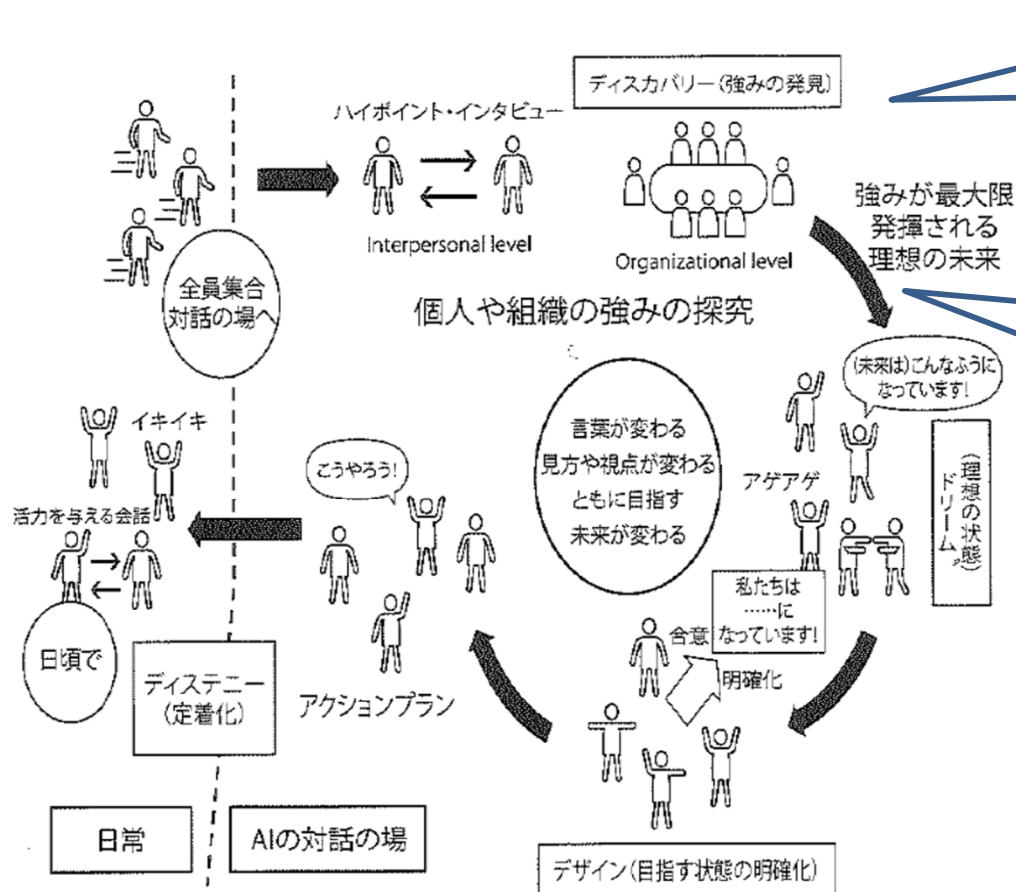 ディスカバリー(強みの発見)
ハイポイント・インタビュー
Interpersonal level
Organizational level
強みが最大限
発揮される
理想の未来
全員集合
対話の場へ
個人や組織の強みの探究
(未来は)こんなふうに
なっています!
言葉が変わる
見方や視点が変わる
ともに目指す
未来が変わる
アゲアゲ
ドリーム
(理想の状態)
私たちは
……に
なっています!
合意
明確化
デザイン(目指す状態の明確化)
こうやろう!
アクションプラン
イキイキ
活力を与える会話
日頃で
ディステニー
(定着化)
日常
AIの対話の場